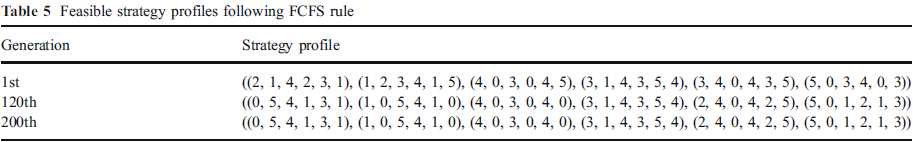 Table 5 Feasible strategy profiles following FCFS rule
Generation Strategy profile
1st ((2, 1, 4, 2, 3, 1), (1, 2, 3, 4, 1, 5), (4, 0, 3, 0, 4, 5), (3, 1, 4, 3, 5, 4), (3, 4, 0, 4, 3, 5), (5, 0, 3, 4, 0, 3))
120th ((0, 5, 4, 1, 3, 1), (1, 0, 5, 4, 1, 0), (4, 0, 3, 0, 4, 0), (3, 1, 4, 3, 5, 4), (2, 4, 0, 4, 2, 5), (5, 0, 1, 2, 1, 3))
200th ((0, 5, 4, 1, 3, 1), (1, 0, 5, 4, 1, 0), (4, 0, 3, 0, 4, 0), (3, 1, 4, 3, 5, 4), (2, 4, 0, 4, 2, 5), (5, 0, 1, 2, 1, 3))